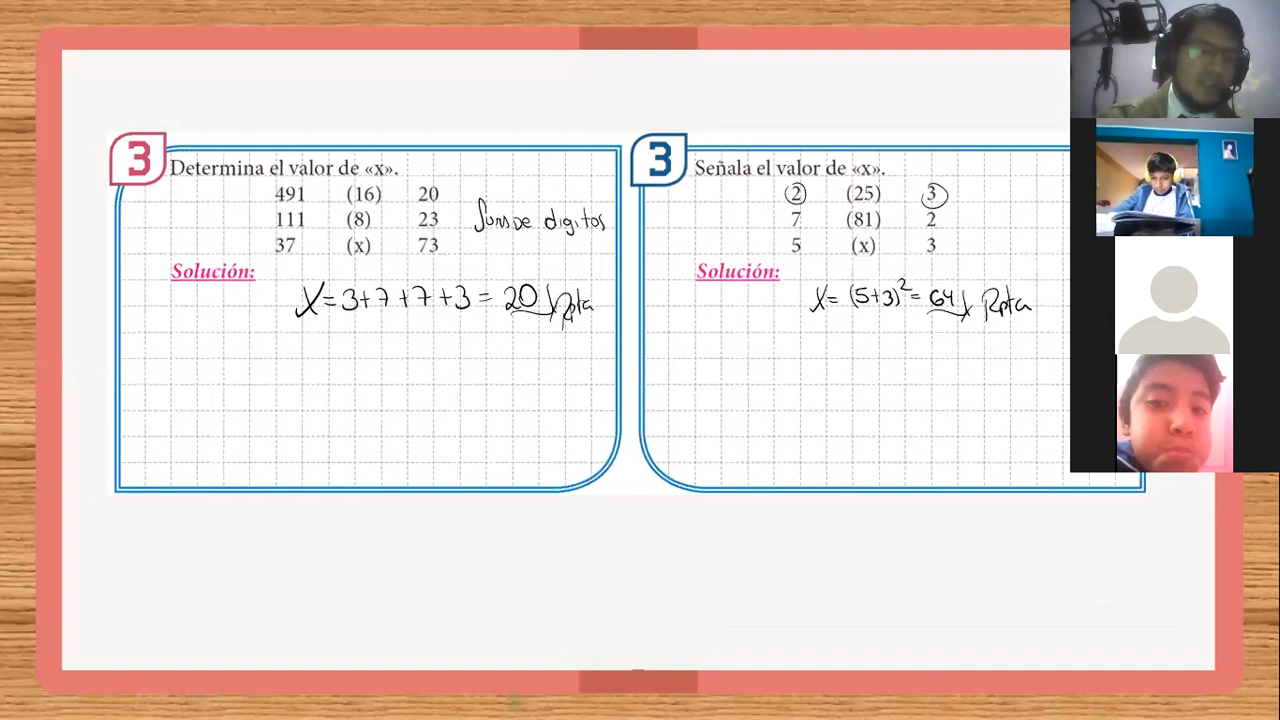 3
Determina el valor de «x».
491 (16) 20
111 (8) 23
37 (x) 73
Suma de digitos
Solución:
X = 3+7+7+3 = 20 Rpta
3
Señala el valor de «x».
2 (25) 3
7 (81) 2
5 (x) 3
Solución:
X = (5+3)² = 64 Rpta